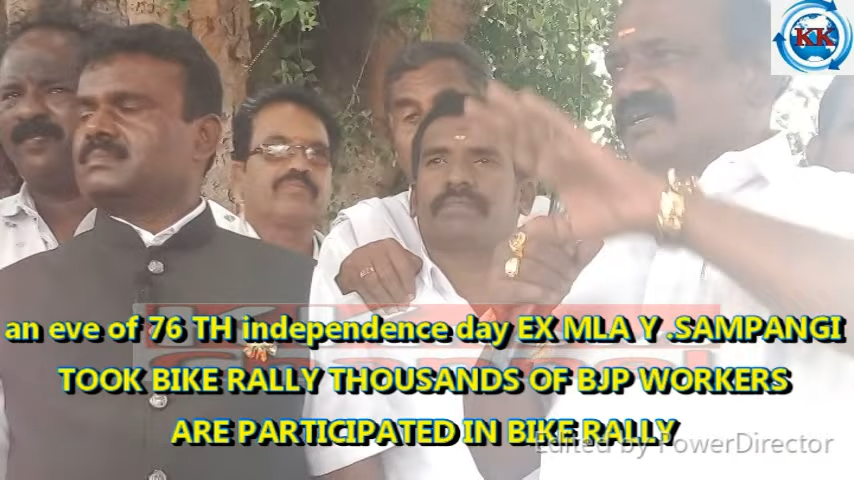 KK
an eve of 76 TH independence day EX MLA Y .SAMPANGI
TOOK BIKE RALLY THOUSANDS OF BJP WORKERS
ARE PARTICIPATED IN BIKE RALLY
Edited by PowerDirector